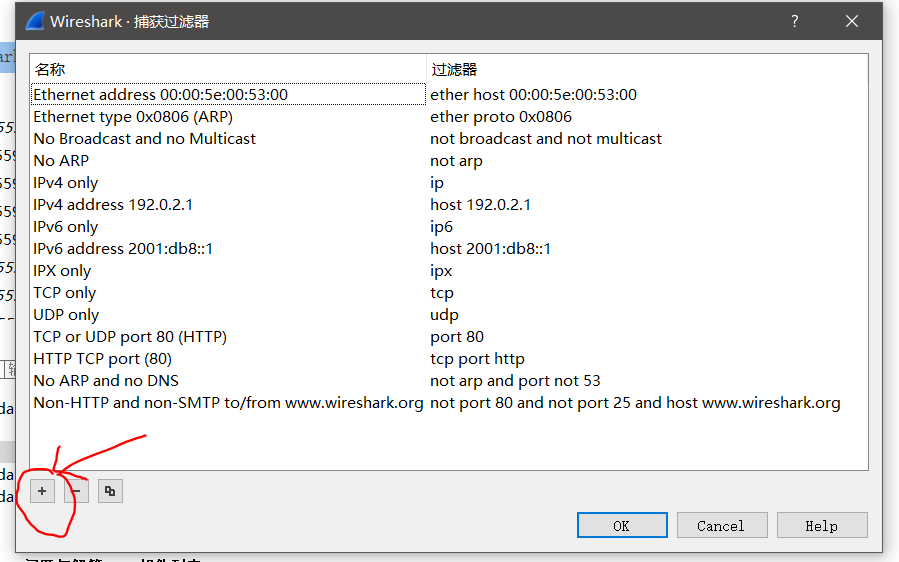 Wireshark · 捕获过滤器
名称 过滤器
Ethernet address 00:00:5e:00:53:00 ether host 00:00:5e:00:53:00
Ethernet type 0x0806 (ARP) ether proto 0x0806
No Broadcast and no Multicast not broadcast and not multicast
No ARP not arp
IPv4 only ip
IPv4 address 192.0.2.1 host 192.0.2.1
IPv6 only ip6
IPv6 address 2001:db8::1 host 2001:db8::1
IPX only ipx
TCP only tcp
UDP only udp
TCP or UDP port 80 (HTTP) port 80
HTTP TCP port (80) tcp port http
No ARP and no DNS not arp and port not 53
Non-HTTP and non-SMTP to/from www.wireshark.org not port 80 and not port 25 and host www.wireshark.org
OK Cancel Help